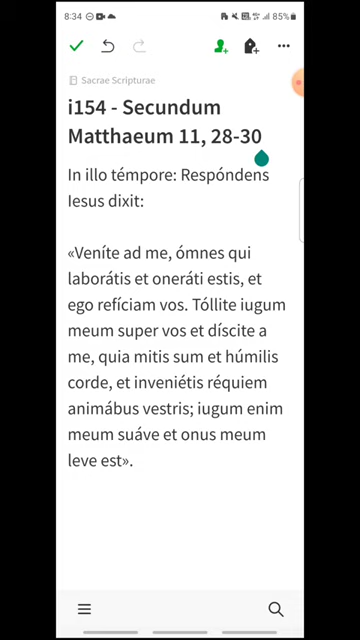 8:34 85%
Sacrae Scripturae
i154 - Secundum
Matthaeum 11, 28-30
In illo témpore: Respóndens
Iesus dixit:
«Veníte ad me, ómnes qui
laborátis et oneráti estis, et
ego refíciam vos. Tóllite iugum
meum super vos et díscite a
me, quia mitis sum et húmilis
corde, et inveniétis réquiem
animábus vestris; iugum enim
meum suáve et onus meum
leve est».